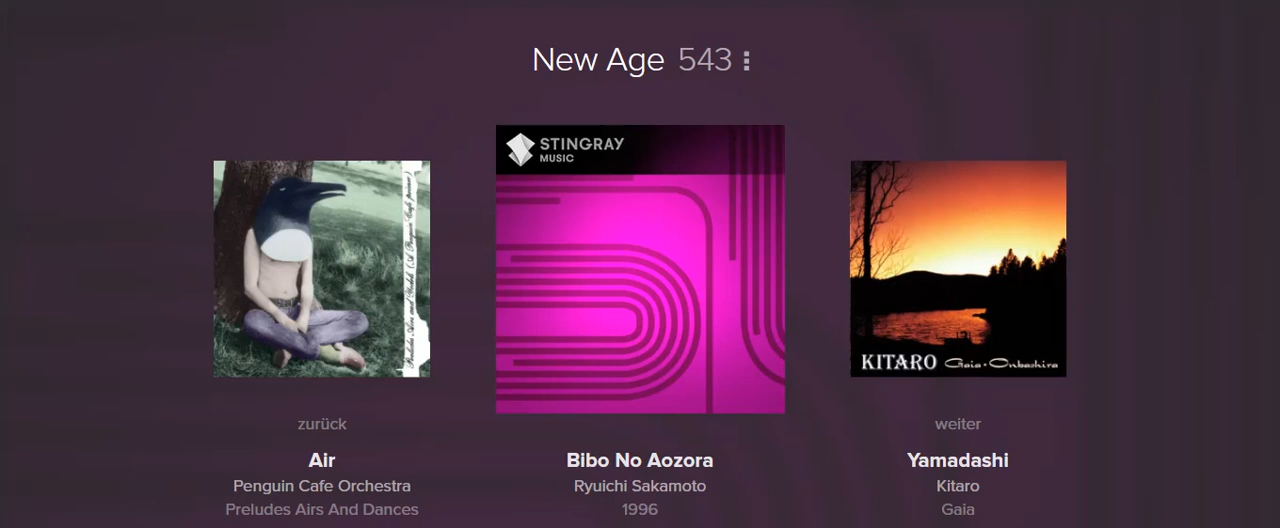 New Age 543
STINGRAY
MUSIC
KITARO Gaia · Onbashira
zurück
weiter
Air
Penguin Cafe Orchestra
Preludes Airs And Dances
Bibo No Aozora
Ryuichi Sakamoto
1996
Yamadashi
Kitaro
Gaia